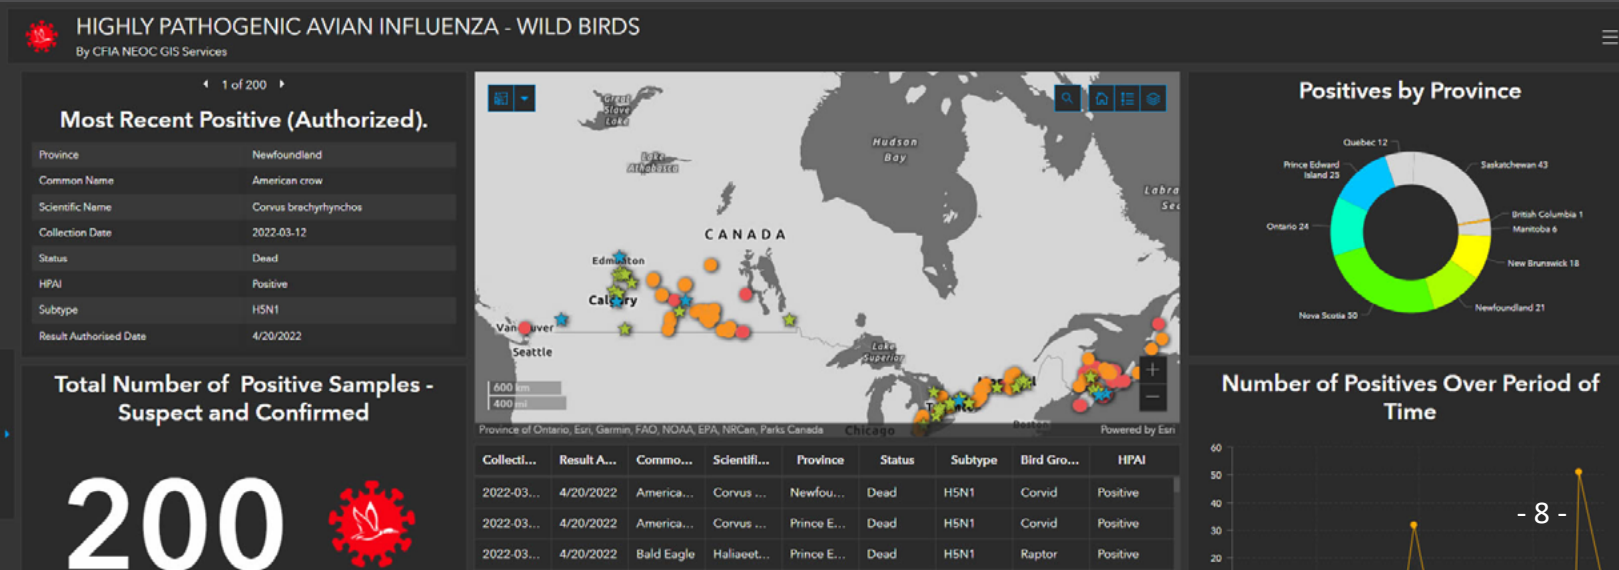 HIGHLY PATHOGENIC AVIAN INFLUENZA - WILD BIRDS
By CFIA NEOC GIS Services
1 of 200
Most Recent Positive (Authorized).
Province Newfoundland
Common Name American crow
Scientific Name Corvus brachyrhynchos
Collection Date 2022-03-12
Status Dead
HPAI Positive
Subtype H5N1
Result Authorised Date 4/20/2022
Total Number of Positive Samples -
Suspect and Confirmed
200
Great
Slave
Lake
Lake
Athabasca
Hudson
Bay
Labra
Sea
CANADA
Edmonton
Calgary
Vancouver
Seattle
Lake
Superior
Chicago
600 km
400 mi
Province of Ontario, Esri, Garmin, FAO, NOAA, EPA, NRCan, Parks Canada
Powered by Esri
Collecti... Result A... Commo... Scientifi... Province Status Subtype Bird Gro... HPAI
2022-03... 4/20/2022 America... Corvus ... Newfou... Dead H5N1 Corvid Positive
2022-03... 4/20/2022 America... Corvus ... Prince E... Dead H5N1 Corvid Positive
2022-03... 4/20/2022 Bald Eagle Haliaeet... Prince E... Dead H5N1 Raptor Positive
Positives by Province
Quebec 12
Saskatchewan 43
Prince Edward
Island 25
British Columbia 1
Manitoba 6
Ontario 24
New Brunswick 18
Newfoundland 21
Nova Scotia 50
Number of Positives Over Period of
Time
60
50
40
30
20
- 8 -